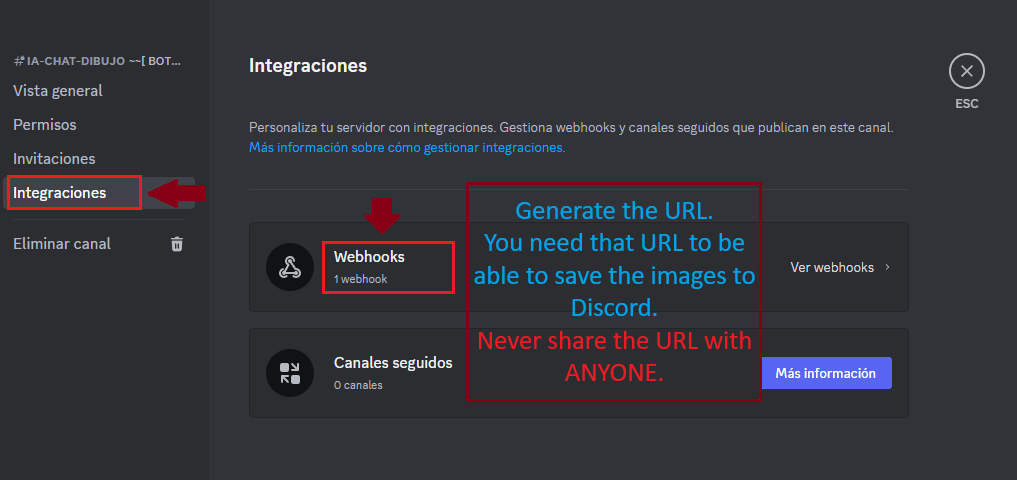 IA-CHAT-DIBUJO ~~[ BOT...
Vista general
Permisos
Invitaciones
Integraciones
Eliminar canal
Integraciones
ESC
Personaliza tu servidor con integraciones. Gestiona webhooks y canales seguidos que publican en este canal.
Más información sobre cómo gestionar integraciones.
Webhooks
1 webhook
Ver webhooks
Canales seguidos
0 canales
Más información
Generate the URL.
You need that URL to be
able to save the images to
Discord.
Never share the URL with
ANYONE.